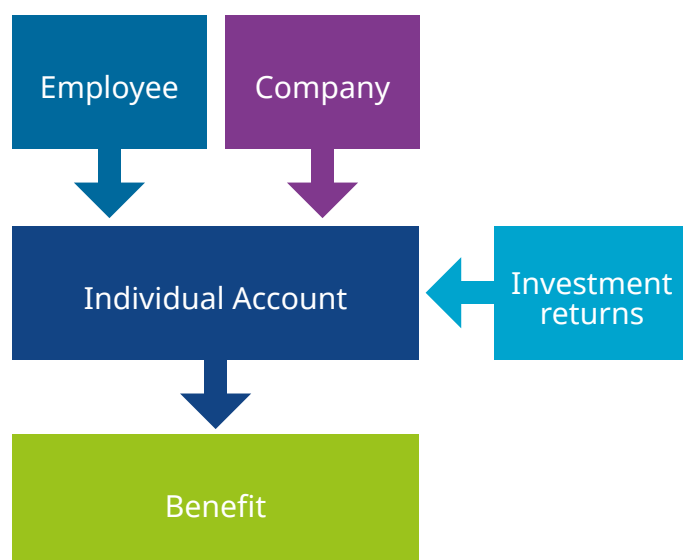 Employee
Company
Individual Account
Investment
returns
Benefit